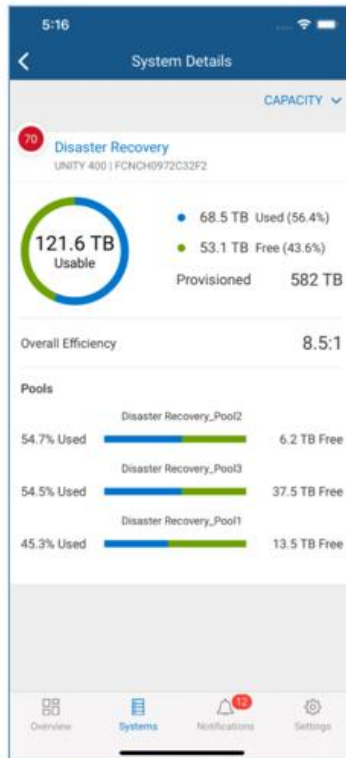 5:16
System Details
CAPACITY
70
Disaster Recovery
UNITY 400 | FCNCH0972C32F2
121.6 TB
Usable
68.5 TB Used (56.4%)
53.1 TB Free (43.6%)
Provisioned 582 TB
Overall Efficiency 8.5:1
Pools
Disaster Recovery_Pool2
54.7% Used 6.2 TB Free
Disaster Recovery_Pool3
54.5% Used 37.5 TB Free
Disaster Recovery_Pool1
45.3% Used 13.5 TB Free
12
Overview Systems Notifications Settings